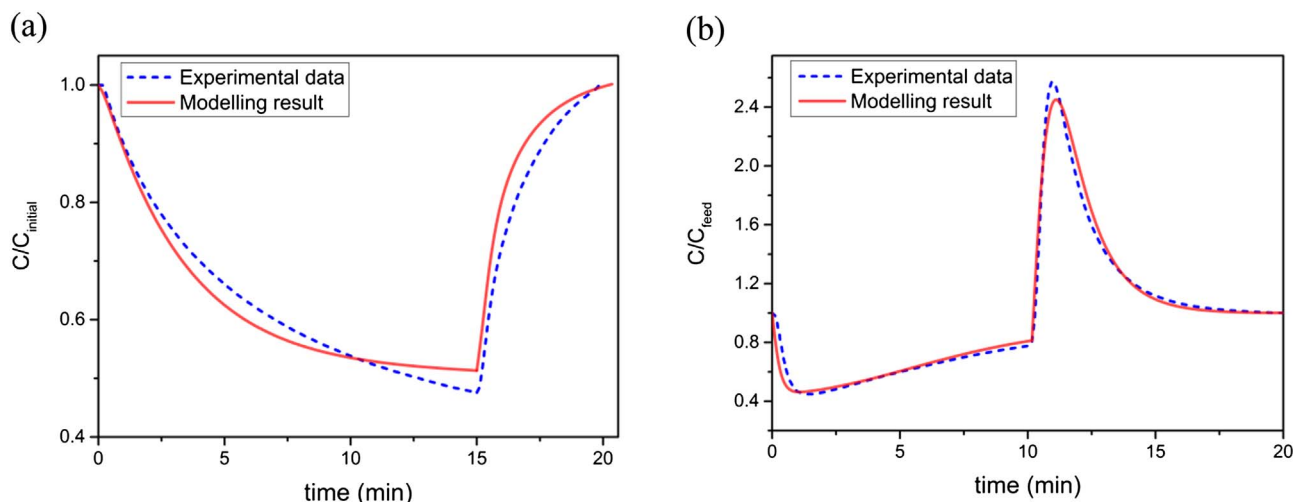 (a)
Experimental data
Modelling result
1.0
0.8
0.6
0.4
C/C_initial
0
5
10
15
20
time (min)
(b)
Experimental data
Modelling result
2.4
2.0
1.6
1.2
0.8
0.4
C/C_feed
0
5
10
15
20
time (min)